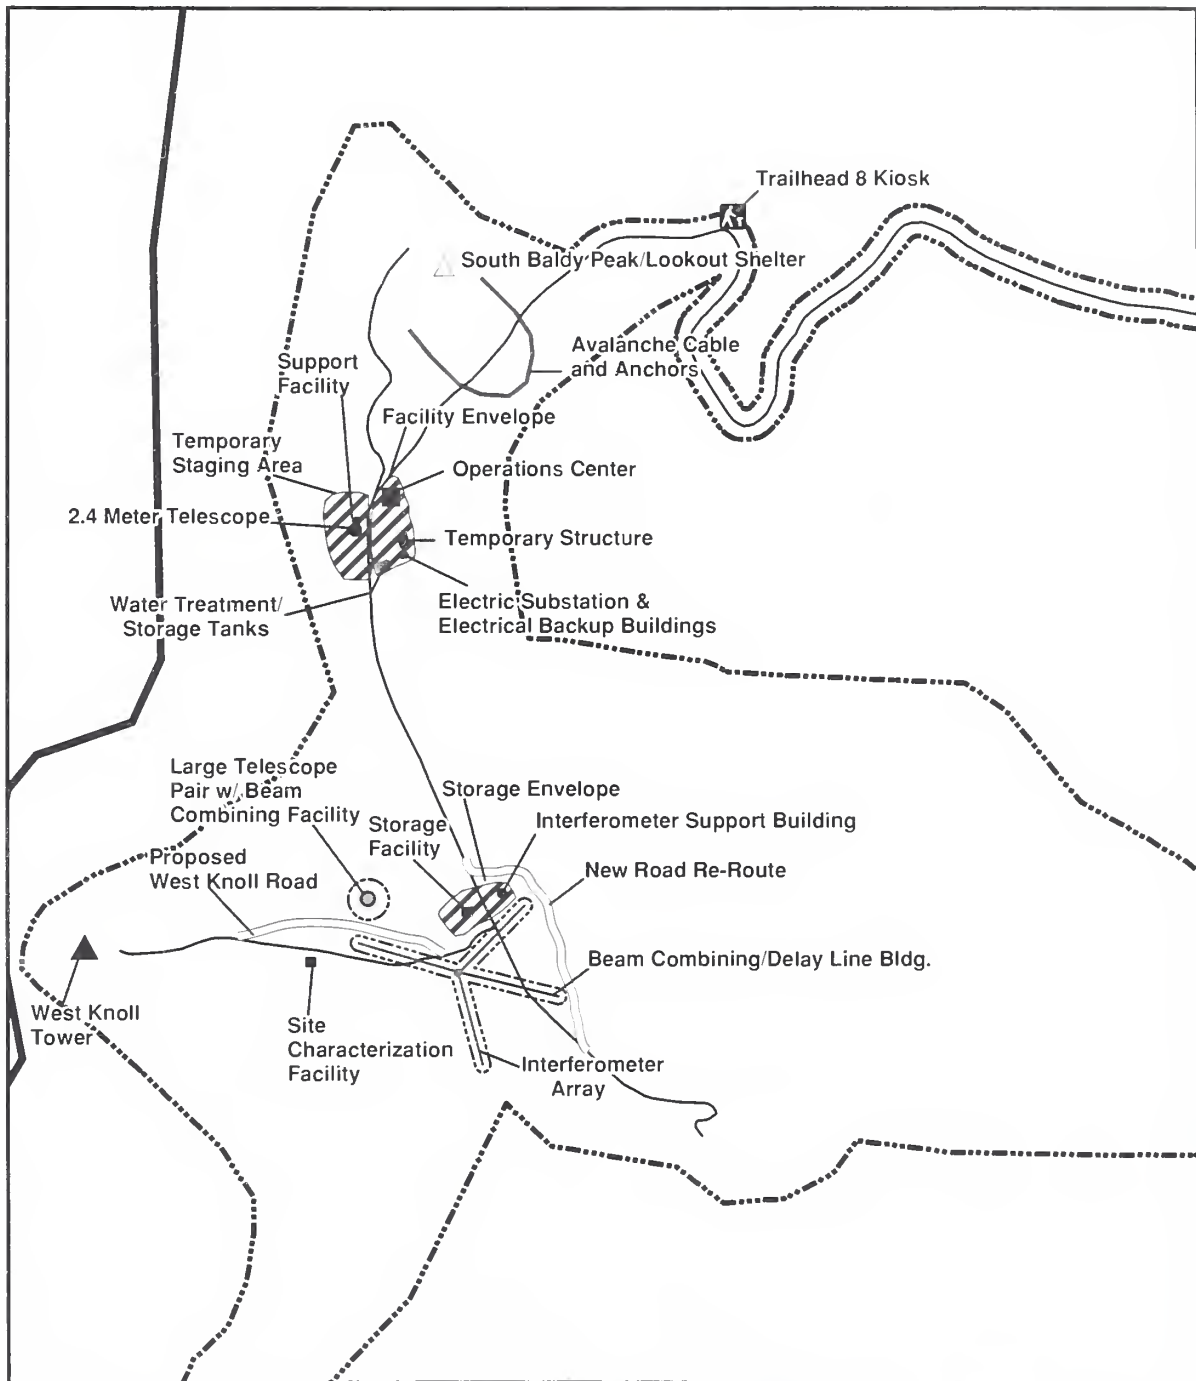 Trailhead 8 Kiosk
South Baldy Peak/Lookout Shelter
Avalanche Cable
and Anchors
Support
Facility
Facility Envelope
Temporary
Staging Area
Operations Center
2.4 Meter Telescope
Temporary Structure
Water Treatment/
Storage Tanks
Electric Substation &
Electrical Backup Buildings
Large Telescope
Pair w/ Beam
Combining Facility
Storage Envelope
Storage
Facility
Interferometer Support Building
Proposed
West Knoll Road
New Road Re-Route
Beam Combining/Delay Line Bldg.
West Knoll
Tower
Site
Characterization
Facility
Interferometer
Array